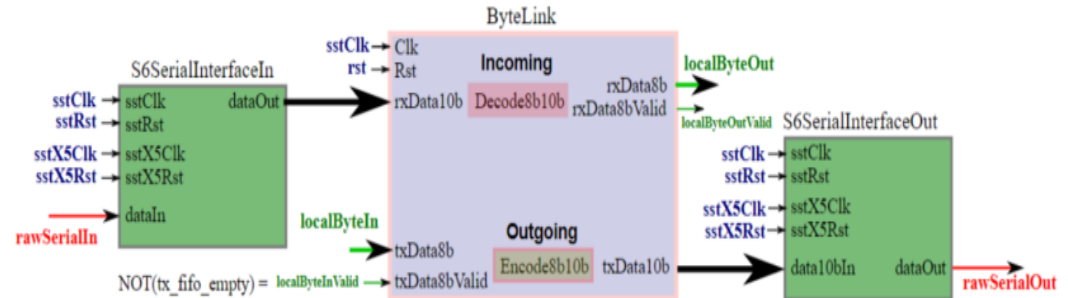 ByteLink
sstClk Clk
rst Rst
Incoming
Decode8b10b
rxData10b
rxData8b
rxData8bValid
localByteOut
localByteOutValid
S6SerialInterfaceIn
sstClk sstClk dataOut
sstRst sstRst
sstX5Clk sstX5Clk
sstX5Rst sstX5Rst
dataIn
rawSerialIn
localByteIn
txData8b
NOT(tx_fifo_empty) = localByteInValid txData8bValid
Outgoing
Encode8b10b
txData10b
S6SerialInterfaceOut
sstClk sstClk
sstRst sstRst
sstX5Clk sstX5Clk
sstX5Rst sstX5Rst
data10bIn dataOut
rawSerialOut